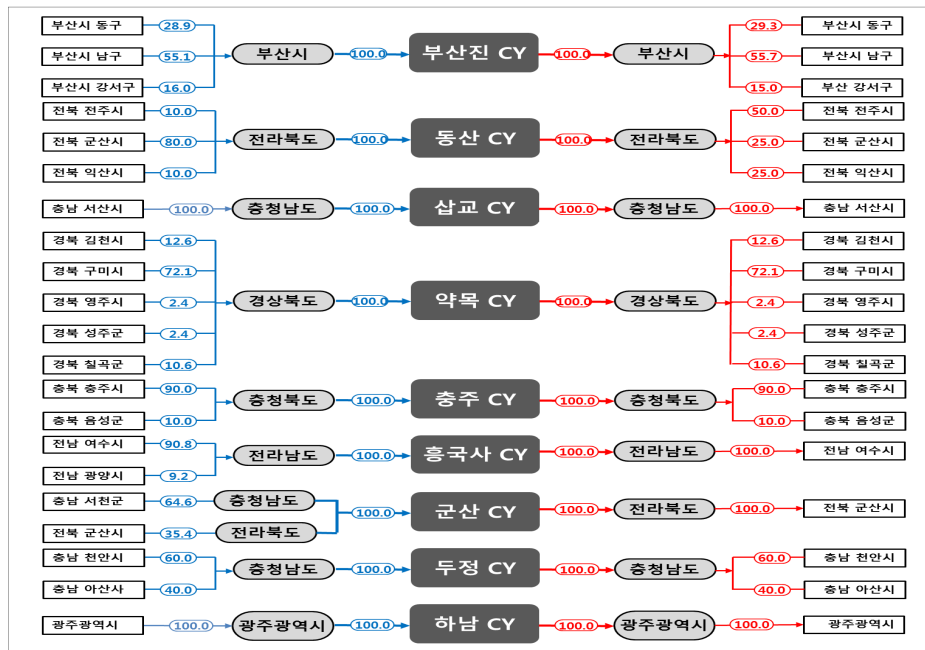 부산시 동구 28.9 29.3 부산시 동구
부산시 남구 55.1 부산시 100.0 부산진 CY 100.0 부산시 55.7 부산시 남구
부산시 강서구 16.0 15.0 부산 강서구
전북 전주시 10.0 50.0 전북 전주시
전북 군산시 80.0 전라북도 100.0 동산 CY 100.0 전라북도 25.0 전북 군산시
전북 익산시 10.0 25.0 전북 익산시
충남 서산시 100.0 충청남도 100.0 삽교 CY 100.0 충청남도 100.0 충남 서산시
경북 김천시 12.6 12.6 경북 김천시
경북 구미시 72.1 72.1 경북 구미시
경북 영주시 2.4 경상북도 100.0 약목 CY 100.0 경상북도 2.4 경북 영주시
경북 성주군 2.4 2.4 경북 성주군
경북 칠곡군 10.6 10.6 경북 칠곡군
충북 충주시 90.0 90.0 충북 충주시
충청북도 100.0 충주 CY 100.0 충청북도
충북 음성군 10.0 10.0 충북 음성군
전남 여수시 90.8
전라남도 100.0 흥국사 CY 100.0 전라남도 100.0 전남 여수시
전남 광양시 9.2
충남 서천군 64.6 충청남도
100.0 군산 CY 100.0 전라북도 100.0 전북 군산시
전북 군산시 35.4 전라북도
충남 천안시 60.0 60.0 충남 천안시
충청남도 100.0 두정 CY 100.0 충청남도
충남 아산사 40.0 40.0 충남 아산시
광주광역시 100.0 광주광역시 100.0 하남 CY 100.0 광주광역시 100.0 광주광역시